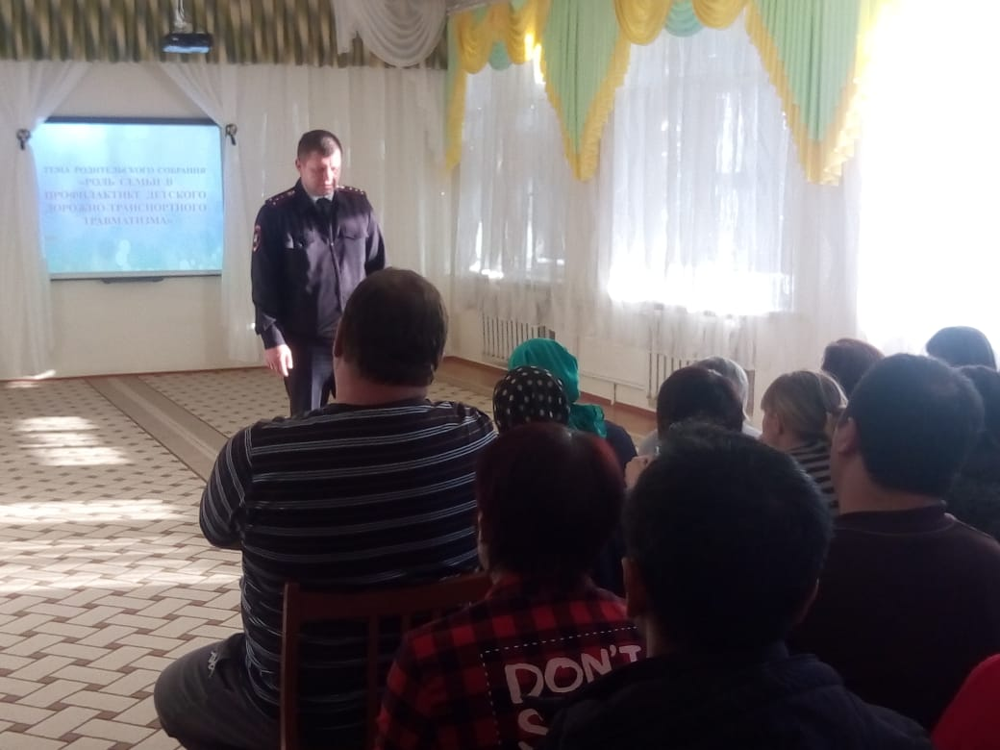 ТЕМА РОДИТЕЛЬСКОГО СОБРАНИЯ
«РОЛЬ СЕМЬИ В
ПРОФИЛАКТИКЕ ДЕТСКОГО
ДОРОЖНО-ТРАНСПОРТНОГО
ТРАВМАТИЗМА»
DON'T